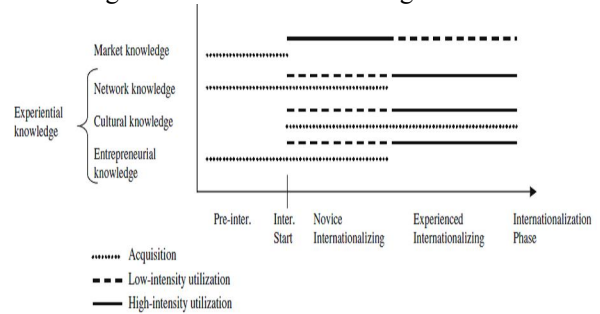 Market knowledge
Network knowledge
Experiential
knowledge
Cultural knowledge
Entrepreneurial
knowledge
Pre-inter.
Inter.
Start
Novice
Internationalizing
Experienced
Internationalizing
Internationalization
Phase
Acquisition
Low-intensity utilization
High-intensity utilization